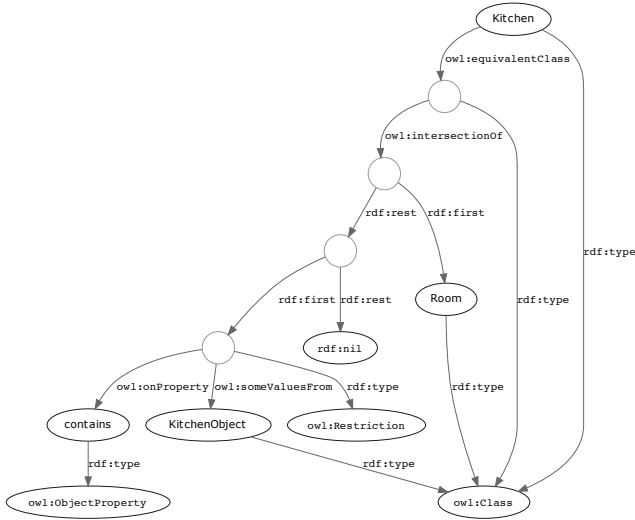 Kitchen
owl:equivalentClass
owl:intersectionOf
rdf:rest
rdf:first
rdf:type
rdf:first
rdf:rest
Room
rdf:type
rdf:nil
owl:onProperty
owl:someValuesFrom
rdf:type
rdf:type
contains
KitchenObject
owl:Restriction
rdf:type
rdf:type
owl:ObjectProperty
owl:Class